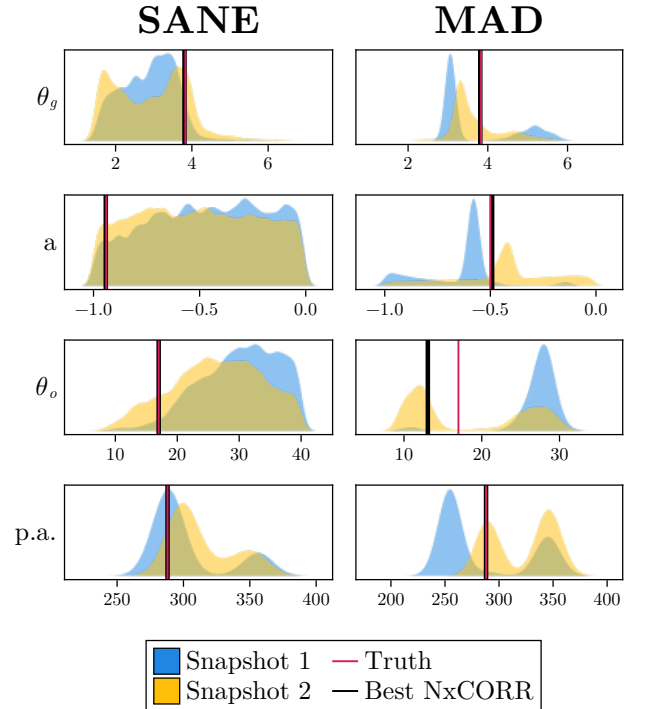 SANE MAD
θg
2 4 6
2 4 6
a
−1.0 −0.5 0.0
−1.0 −0.5 0.0
θo
10 20 30 40
10 20 30
p.a.
250 300 350 400
200 250 300 350 400
Snapshot 1 Truth
Snapshot 2 Best NxCORR